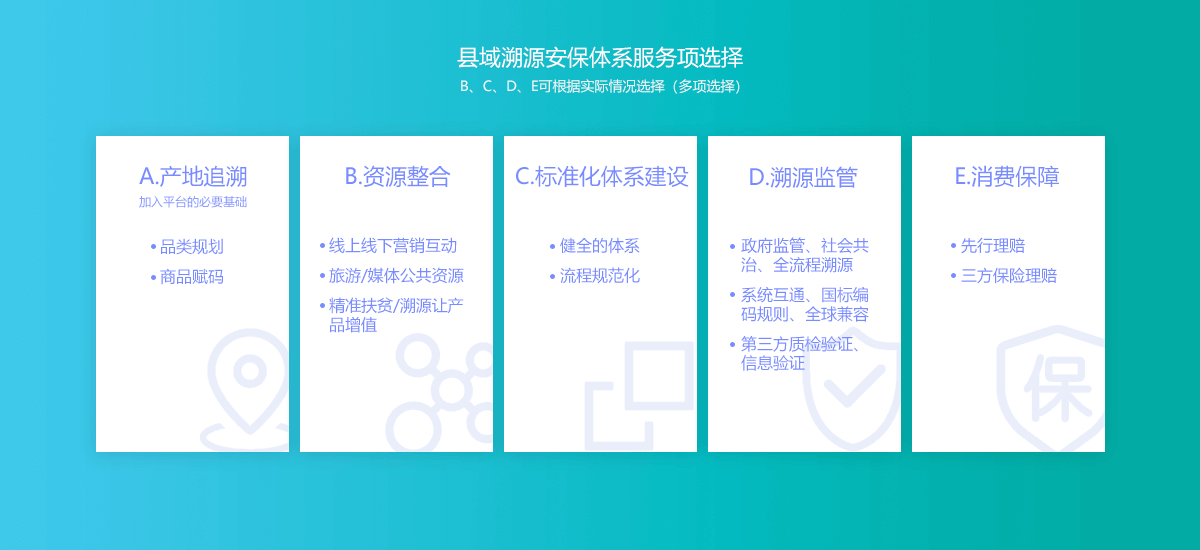 县域溯源安保体系服务项选择
B、C、D、E可根据实际情况选择（多项选择）
A.产地追溯
加入平台的必要基础
•品类规划
•商品赋码
B.资源整合
•线上线下营销互动
•旅游/媒体公共资源
•精准扶贫/溯源让产
品增值
C.标准化体系建设
•健全的体系
•流程规范化
D.溯源监管
•政府监管、社会共
治、全流程溯源
•系统互通、国标编
码规则、全球兼容
•第三方质检验证、
信息验证
E.消费保障
•先行理赔
•三方保险理赔
保